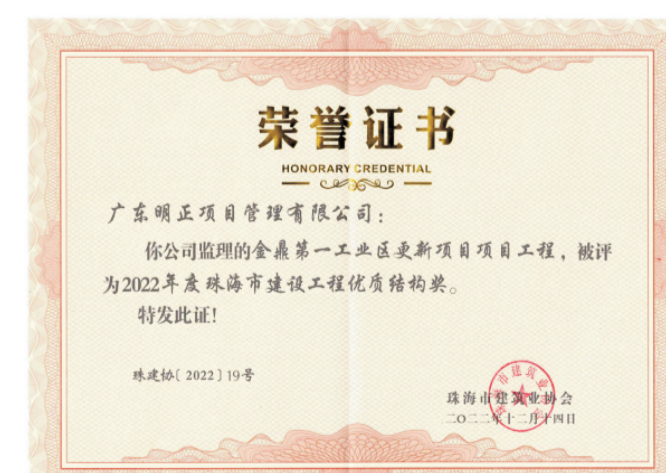 荣誉证书
HONORARY CREDENTIAL
广东明正项目管理有限公司：
你公司监理的金鼎第一工业区更新项目项目工程，被评
为2022年度珠海市建设工程优质结构奖。
特发此证！
珠建协〔2022〕19号
珠海市建筑业协会
二〇二二年十二月十四日